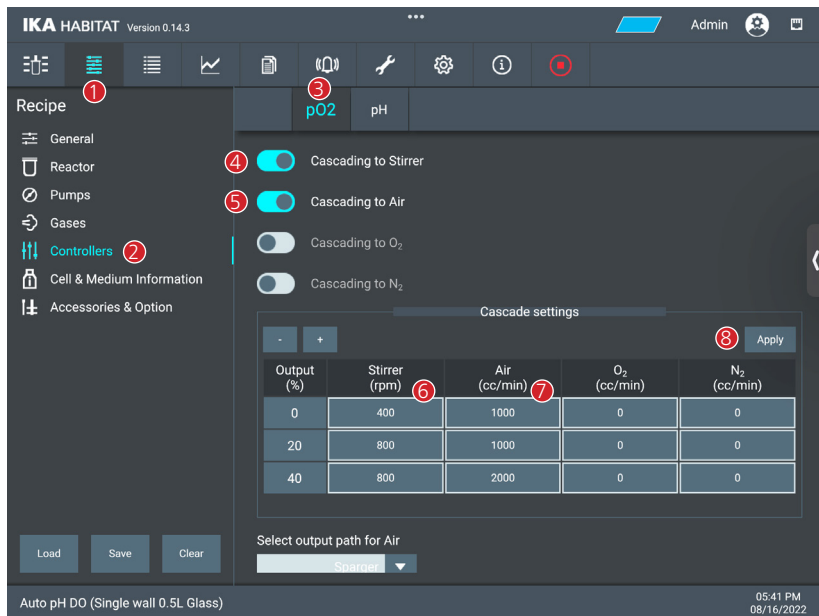 IKA HABITAT Version 0.14.3
Admin
1
3
Recipe
pO2 pH
General
Reactor
Pumps
Gases
Controllers 2
Cell & Medium Information
Accessories & Option
4 Cascading to Stirrer
5 Cascading to Air
Cascading to O₂
Cascading to N₂
Cascade settings
- + 8 Apply
Output (%) Stirrer (rpm) 6 Air (cc/min) 7 O₂ (cc/min) N₂ (cc/min)
0 400 1000 0 0
20 800 1000 0 0
40 800 2000 0 0
Select output path for Air
Sparger
Load Save Clear
Auto pH DO (Single wall 0.5L Glass)
05:41 PM
08/16/2022